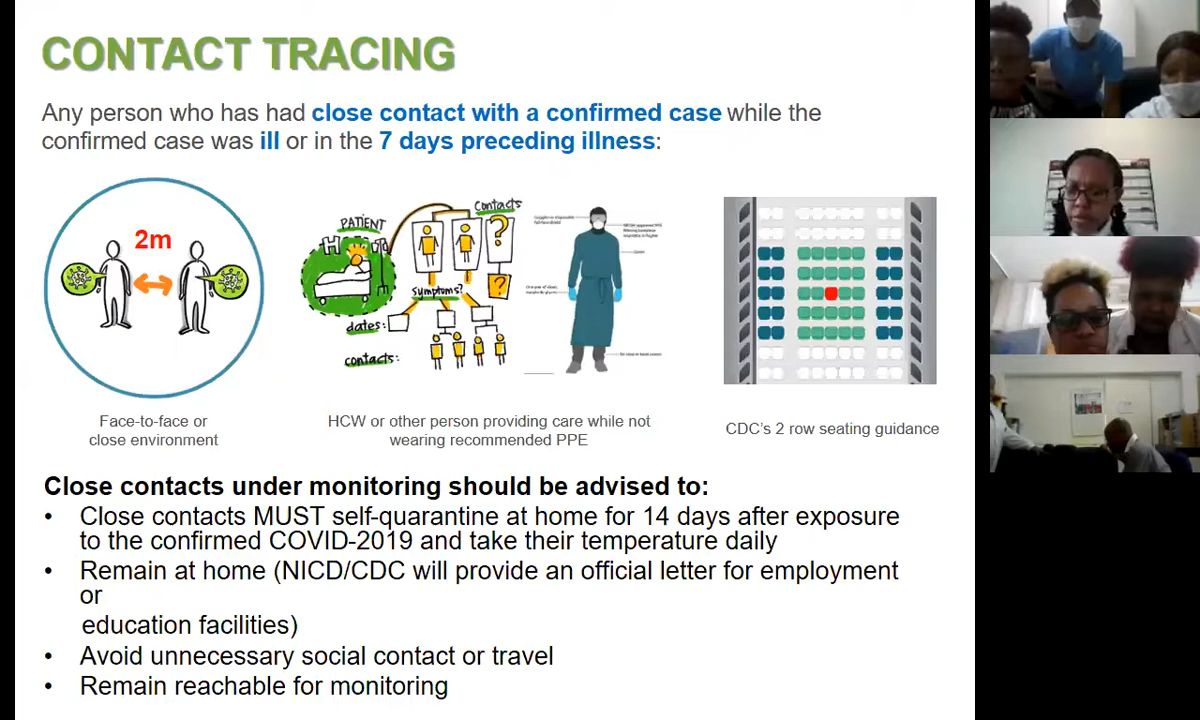 CONTACT TRACING
Any person who has had close contact with a confirmed case while the
confirmed case was ill or in the 7 days preceding illness:
2m
PATIENT
Contacts
H
?
symptoms?
?
dates:
contacts:
Face-to-face or
close environment
HCW or other person providing care while not
wearing recommended PPE
CDC's 2 row seating guidance
Close contacts under monitoring should be advised to:
• Close contacts MUST self-quarantine at home for 14 days after exposure
to the confirmed COVID-2019 and take their temperature daily
• Remain at home (NICD/CDC will provide an official letter for employment
or
education facilities)
• Avoid unnecessary social contact or travel
• Remain reachable for monitoring